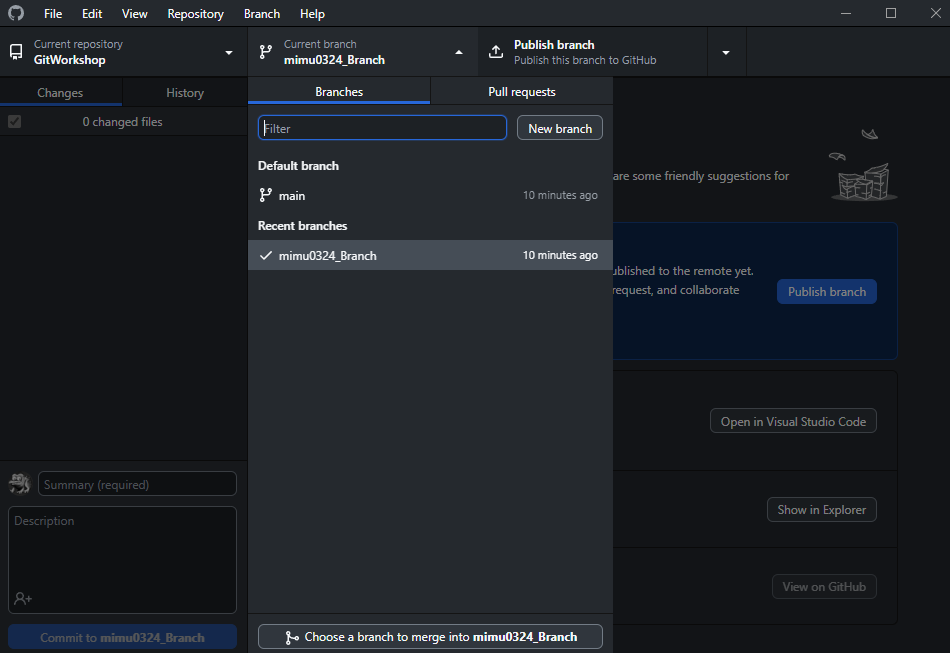 File Edit View Repository Branch Help
Current repository
GitWorkshop
Current branch
mimu0324_Branch
Publish branch
Publish this branch to GitHub
Changes
History
0 changed files
Branches
Pull requests
Filter
New branch
Default branch
main
10 minutes ago
Recent branches
mimu0324_Branch
10 minutes ago
Choose a branch to merge into mimu0324_Branch
are some friendly suggestions for
ublished to the remote yet.
request, and collaborate
Publish branch
Open in Visual Studio Code
Show in Explorer
View on GitHub
Summary (required)
Description
Commit to mimu0324_Branch